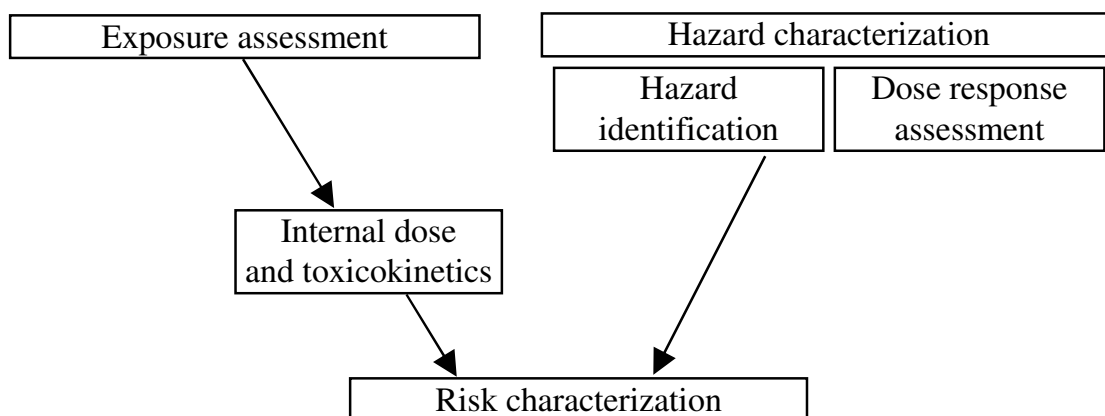 Exposure assessment
Hazard characterization
Hazard
identification
Dose response
assessment
Internal dose
and toxicokinetics
Risk characterization